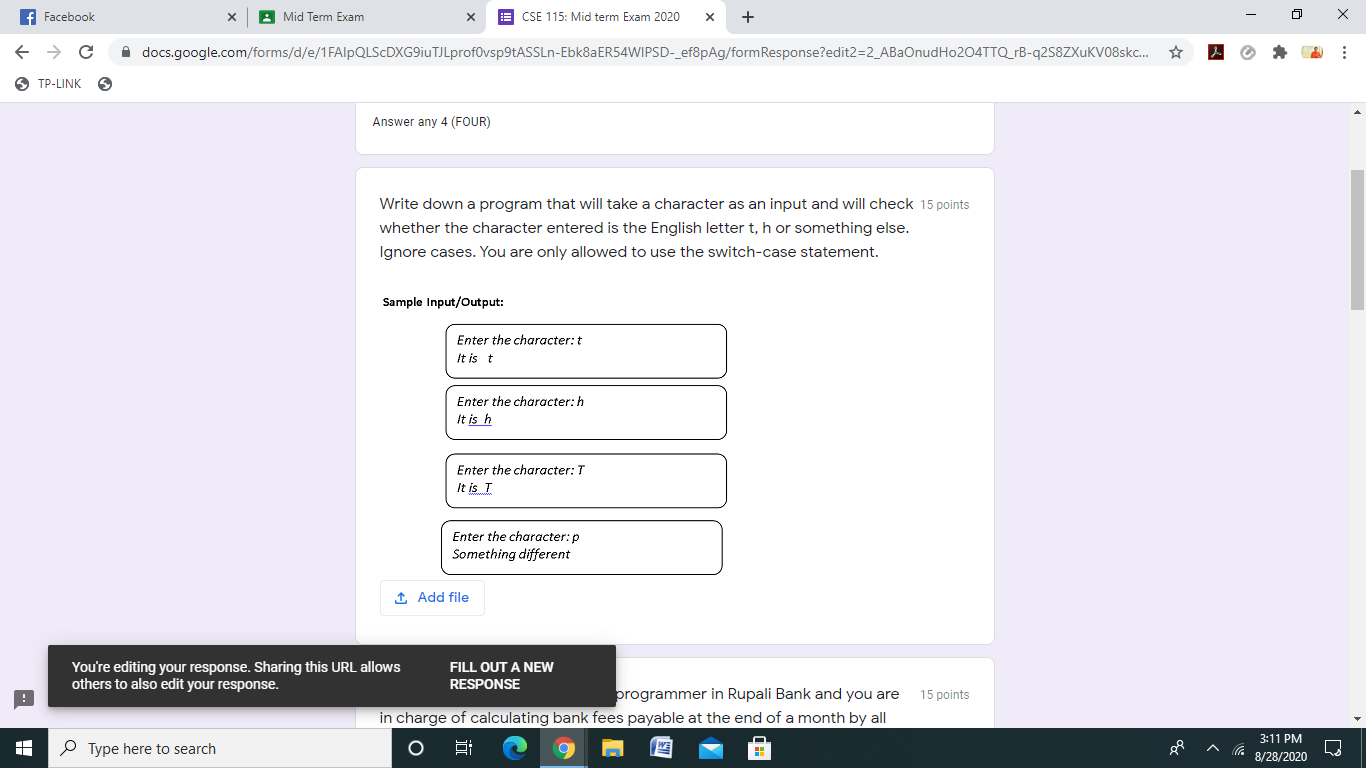 Facebook
Mid Term Exam
CSE 115: Mid term Exam 2020
docs.google.com/forms/d/e/1FAIpQLScDXG9iuTJLprof0vsp9tASSLn-Ebk8aER54WlPSD-_ef8pAg/formResponse?edit2=2_ABaOnudHo2O4TTQ_rB-q2S8ZXuKV08skc...
TP-LINK
Answer any 4 (FOUR)
Write down a program that will take a character as an input and will check 15 points
whether the character entered is the English letter t, h or something else.
Ignore cases. You are only allowed to use the switch-case statement.
Sample Input/Output:
Enter the character: t
It is t
Enter the character: h
It is h
Enter the character: T
It is T
Enter the character: p
Something different
Add file
You're editing your response. Sharing this URL allows
others to also edit your response.
FILL OUT A NEW
RESPONSE
programmer in Rupali Bank and you are 15 points
in charge of calculating bank fees payable at the end of a month by all
Type here to search
3:11 PM
8/28/2020